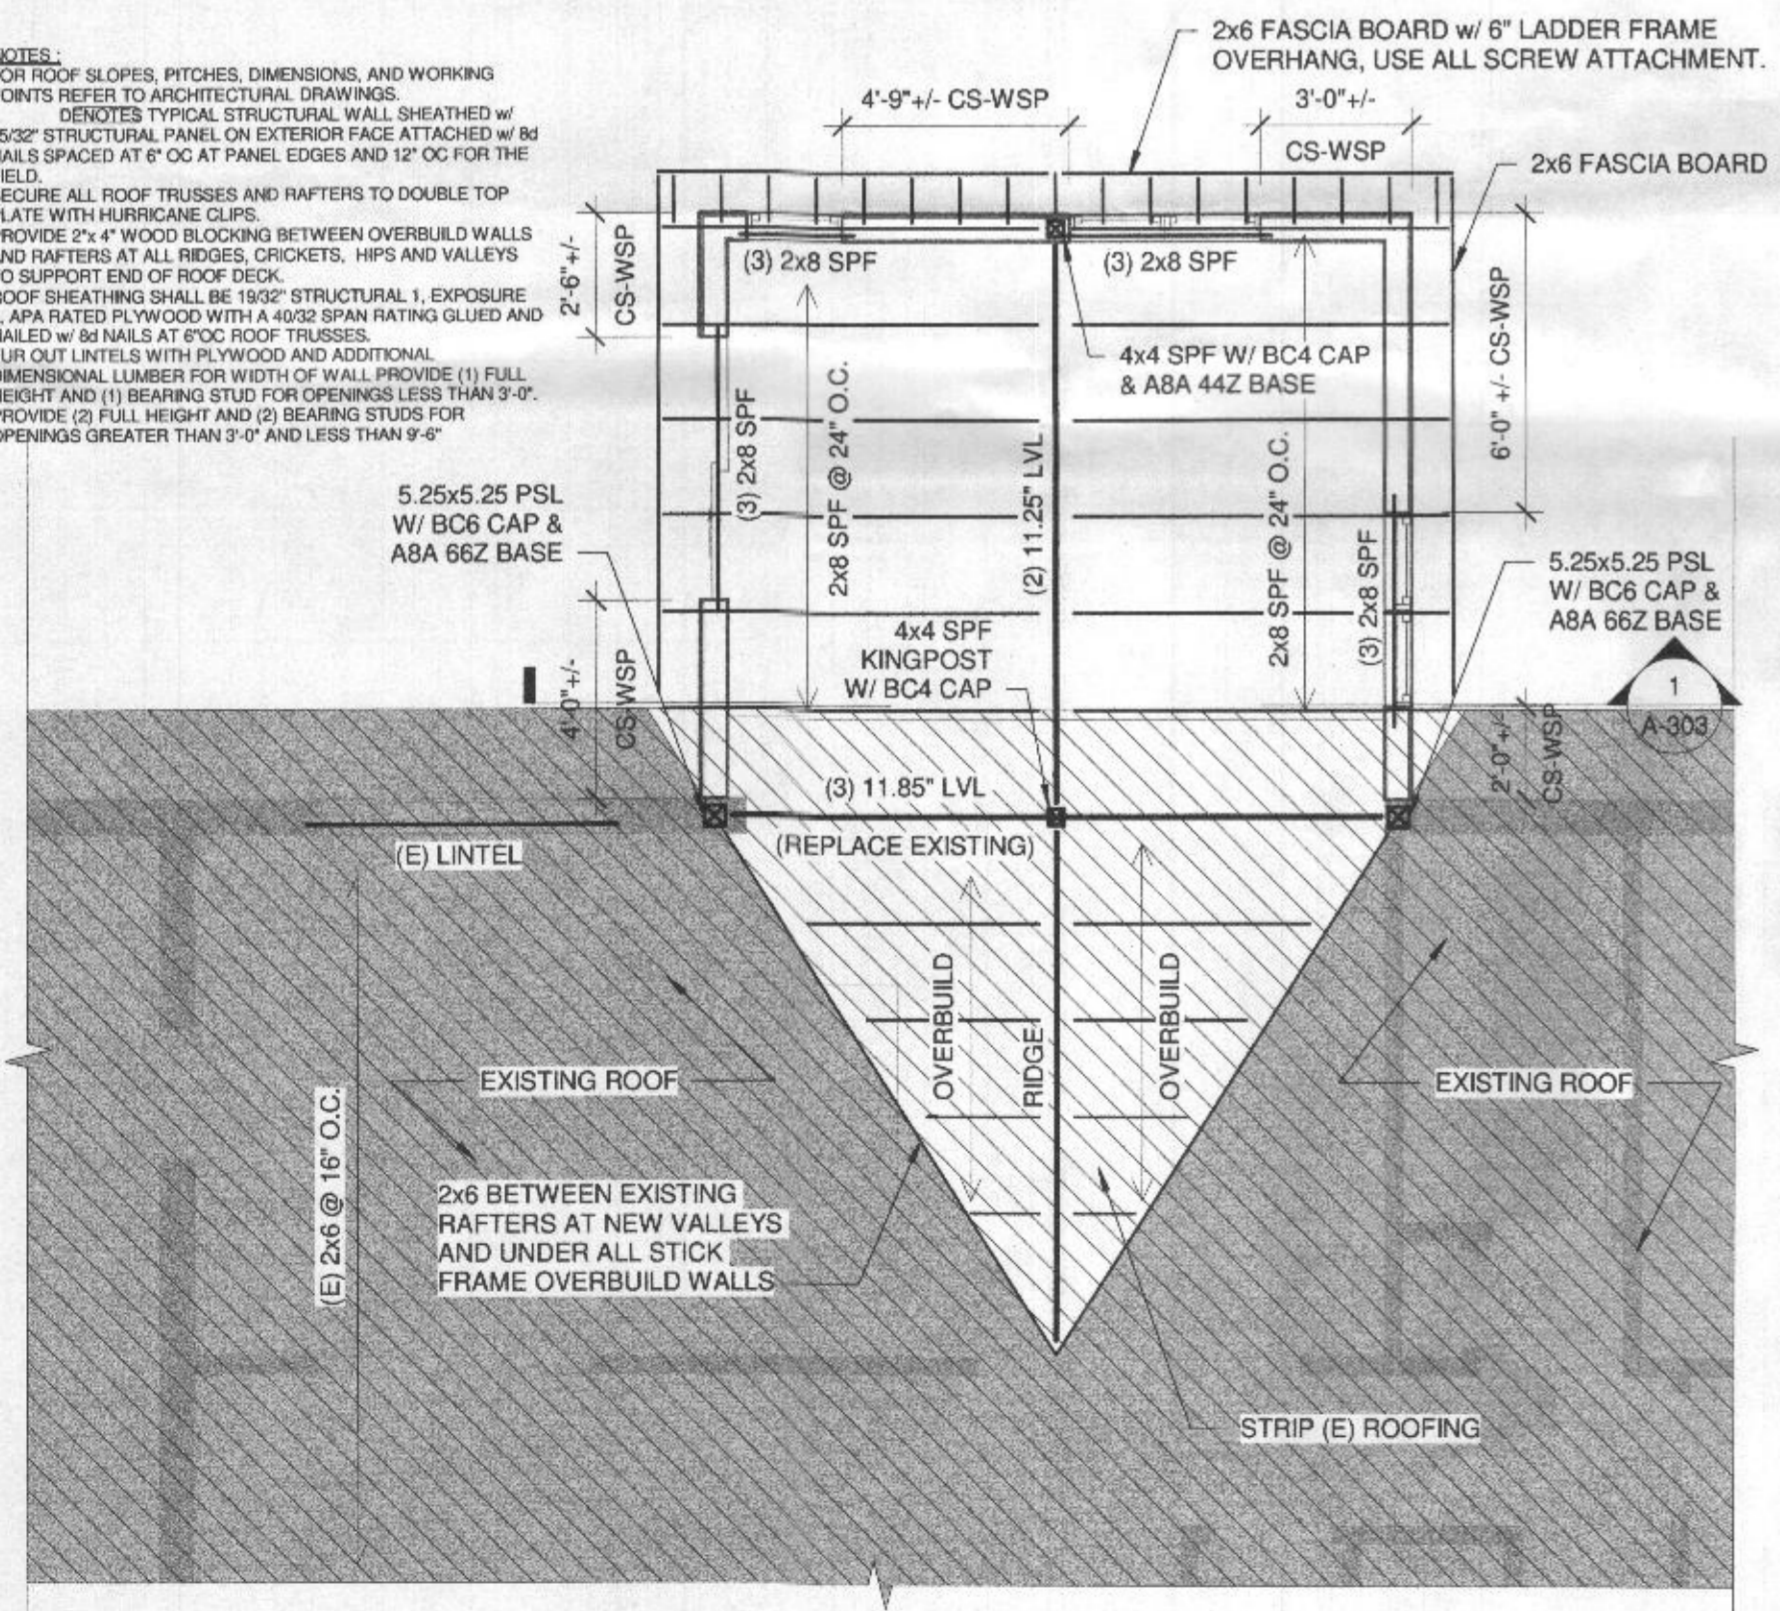 NOTES :
OR ROOF SLOPES, PITCHES, DIMENSIONS, AND WORKING
OINTS REFER TO ARCHITECTURAL DRAWINGS.
DENOTES TYPICAL STRUCTURAL WALL SHEATHED w/
5/32" STRUCTURAL PANEL ON EXTERIOR FACE ATTACHED w/ 8d
AILS SPACED AT 6" OC AT PANEL EDGES AND 12" OC FOR THE
IELD.
ECURE ALL ROOF TRUSSES AND RAFTERS TO DOUBLE TOP
LATE WITH HURRICANE CLIPS.
ROVIDE 2"x 4" WOOD BLOCKING BETWEEN OVERBUILD WALLS
AND RAFTERS AT ALL RIDGES, CRICKETS, HIPS AND VALLEYS
O SUPPORT END OF ROOF DECK.
ROOF SHEATHING SHALL BE 19/32" STRUCTURAL 1, EXPOSURE
, APA RATED PLYWOOD WITH A 40/32 SPAN RATING GLUED AND
AILED w/ 8d NAILS AT 6"OC ROOF TRUSSES.
UR OUT LINTELS WITH PLYWOOD AND ADDITIONAL
DIMENSIONAL LUMBER FOR WIDTH OF WALL PROVIDE (1) FULL
EIGHT AND (1) BEARING STUD FOR OPENINGS LESS THAN 3'-0".
PROVIDE (2) FULL HEIGHT AND (2) BEARING STUDS FOR
OPENINGS GREATER THAN 3'-0" AND LESS THAN 9'-6"
2x6 FASCIA BOARD w/ 6" LADDER FRAME
OVERHANG, USE ALL SCREW ATTACHMENT.
4'-9"+/- CS-WSP
3'-0"+/-
CS-WSP
2x6 FASCIA BOARD
2'-6"+/-
CS-WSP
(3) 2x8 SPF
(3) 2x8 SPF
6'-0" +/- CS-WSP
4x4 SPF W/ BC4 CAP
& A8A 44Z BASE
(3) 2x8 SPF
2x8 SPF @ 24" O.C.
(2) 11.25" LVL
2x8 SPF @ 24" O.C.
(3) 2x8 SPF
5.25x5.25 PSL
W/ BC6 CAP &
A8A 66Z BASE
5.25x5.25 PSL
W/ BC6 CAP &
A8A 66Z BASE
4x4 SPF
KINGPOST
W/ BC4 CAP
4'-0"+/-
CS-WSP
1
A-303
2'-0"+/-
CS-WSP
(3) 11.85" LVL
(REPLACE EXISTING)
(E) LINTEL
OVERBUILD
RIDGE
OVERBUILD
EXISTING ROOF
EXISTING ROOF
(E) 2x6 @ 16" O.C.
2x6 BETWEEN EXISTING
RAFTERS AT NEW VALLEYS
AND UNDER ALL STICK
FRAME OVERBUILD WALLS
STRIP (E) ROOFING